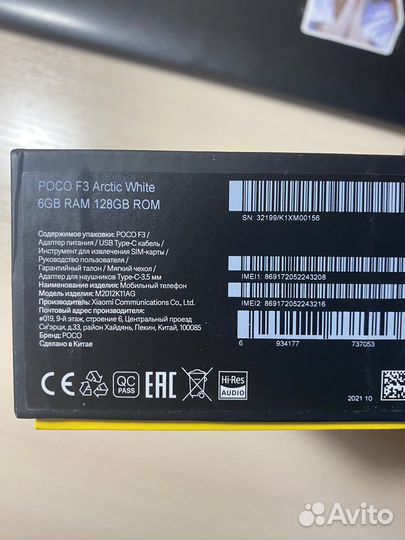 POCO F3 Arctic White
6GB RAM 128GB ROM
Содержимое упаковки: POCO F3 /
Адаптер питания / USB Type-C кабель /
Инструмент для извлечения SIM-карты /
Руководство пользователя /
Гарантийный талон / Мягкий чехол /
Адаптер для наушников Type-C-3.5 мм
Наименование изделия: Мобильный телефон
Модель изделия: M2012K11AG
Производитель: Xiaomi Communications Co., Ltd.
Почтовый адрес производителя:
#019, 9-й этаж, строение 6, Центральный проезд
Си'эрци, д.33, район Хайдянь, Пекин, Китай, 100085
Бренд: POCO
Сделано в Китае
SN: 32199/K1XM00156
IMEI1: 869172052243208
IMEI2: 869172052243216
6 934177 737053
CE
QC
PASS
EAC
Hi-Res
AUDIO
2021 10
Avito